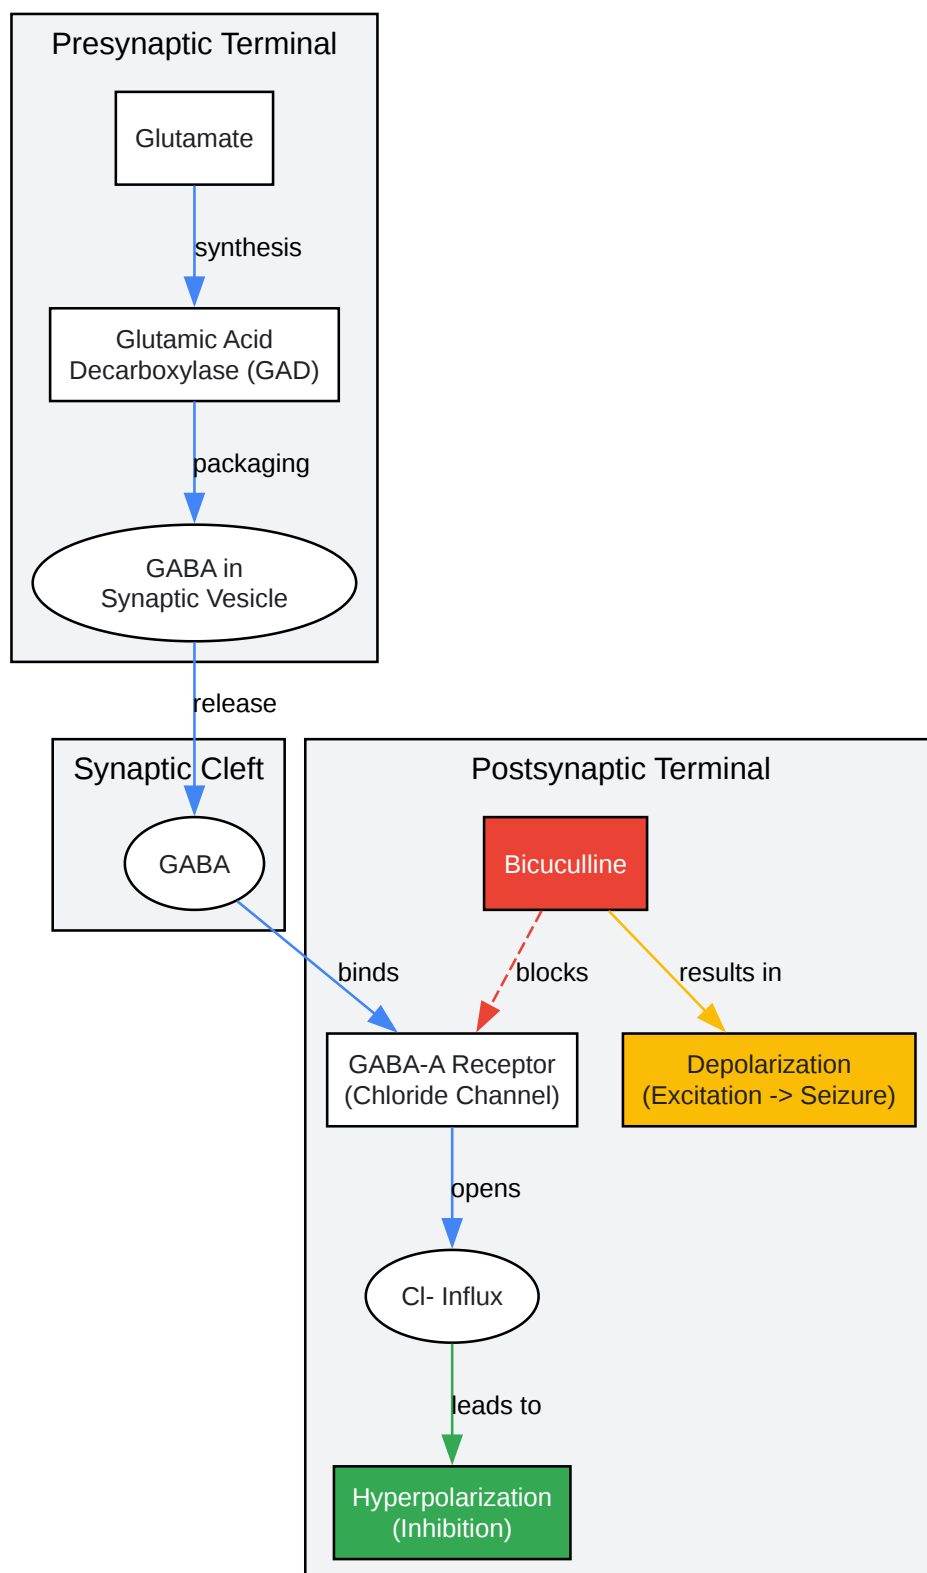 Presynaptic Terminal
Glutamate
synthesis
Glutamic Acid
Decarboxylase (GAD)
packaging
GABA in
Synaptic Vesicle
release
Synaptic Cleft
GABA
Postsynaptic Terminal
Bicuculline
binds
blocks
results in
GABA-A Receptor
(Chloride Channel)
Depolarization
(Excitation -> Seizure)
opens
Cl- Influx
leads to
Hyperpolarization
(Inhibition)